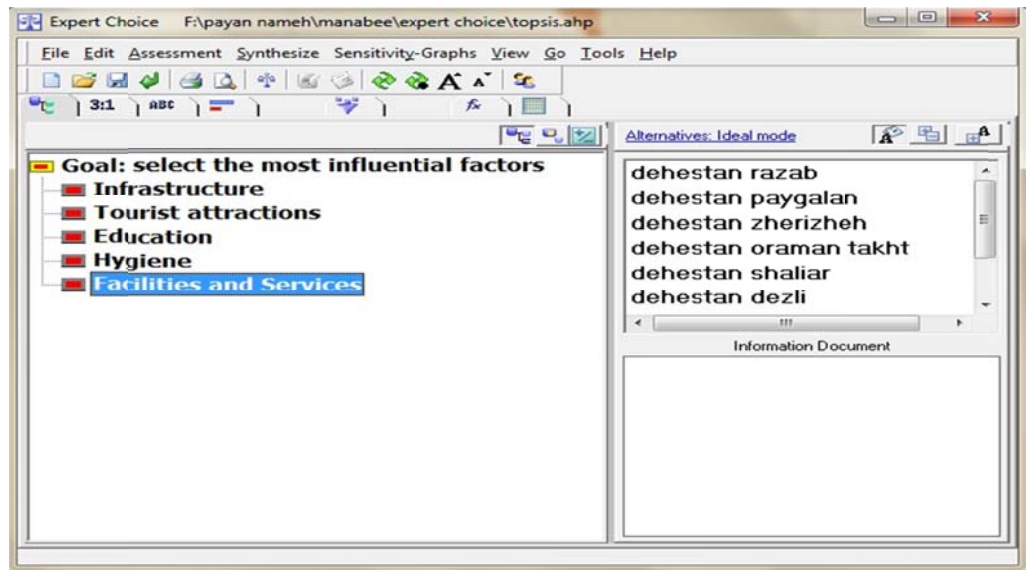 Expert Choice F:\payan nameh\manabee\expert choice\topsis.ahp
File Edit Assessment Synthesize Sensitivity-Graphs View Go Tools Help
3:1 ABC
Alternatives: Ideal mode
Goal: select the most influential factors
Infrastructure
Tourist attractions
Education
Hygiene
Facilities and Services
dehestan razab
dehestan paygalan
dehestan zherizheh
dehestan oraman takht
dehestan shaliar
dehestan dezli
Information Document